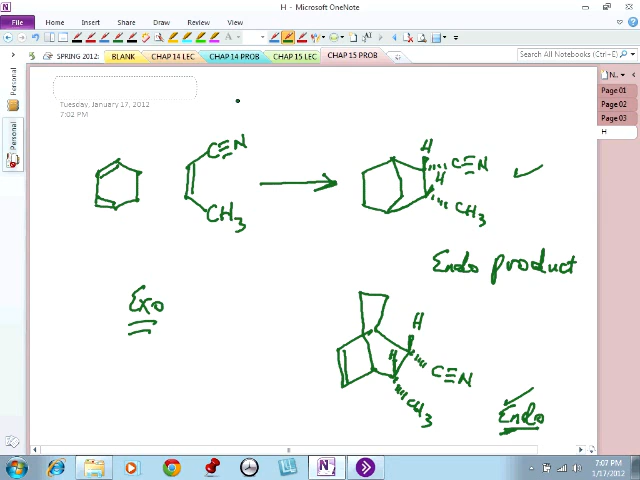 H - Microsoft OneNote
File Home Insert Share Draw Review View
SPRING 2012: BLANK CHAP 14 LEC CHAP 14 PROB CHAP 15 LEC CHAP 15 PROB
Search All Notebooks (Ctrl+E)
Personal
Personal
N..
Page 01
Page 02
Page 03
H
Tuesday, January 17, 2012
7:02 PM
C≡N
CH3
H
C≡N
H
CH3
Endo product
Exo
H
H
C≡N
CH3
Endo
7:07 PM
1/17/2012